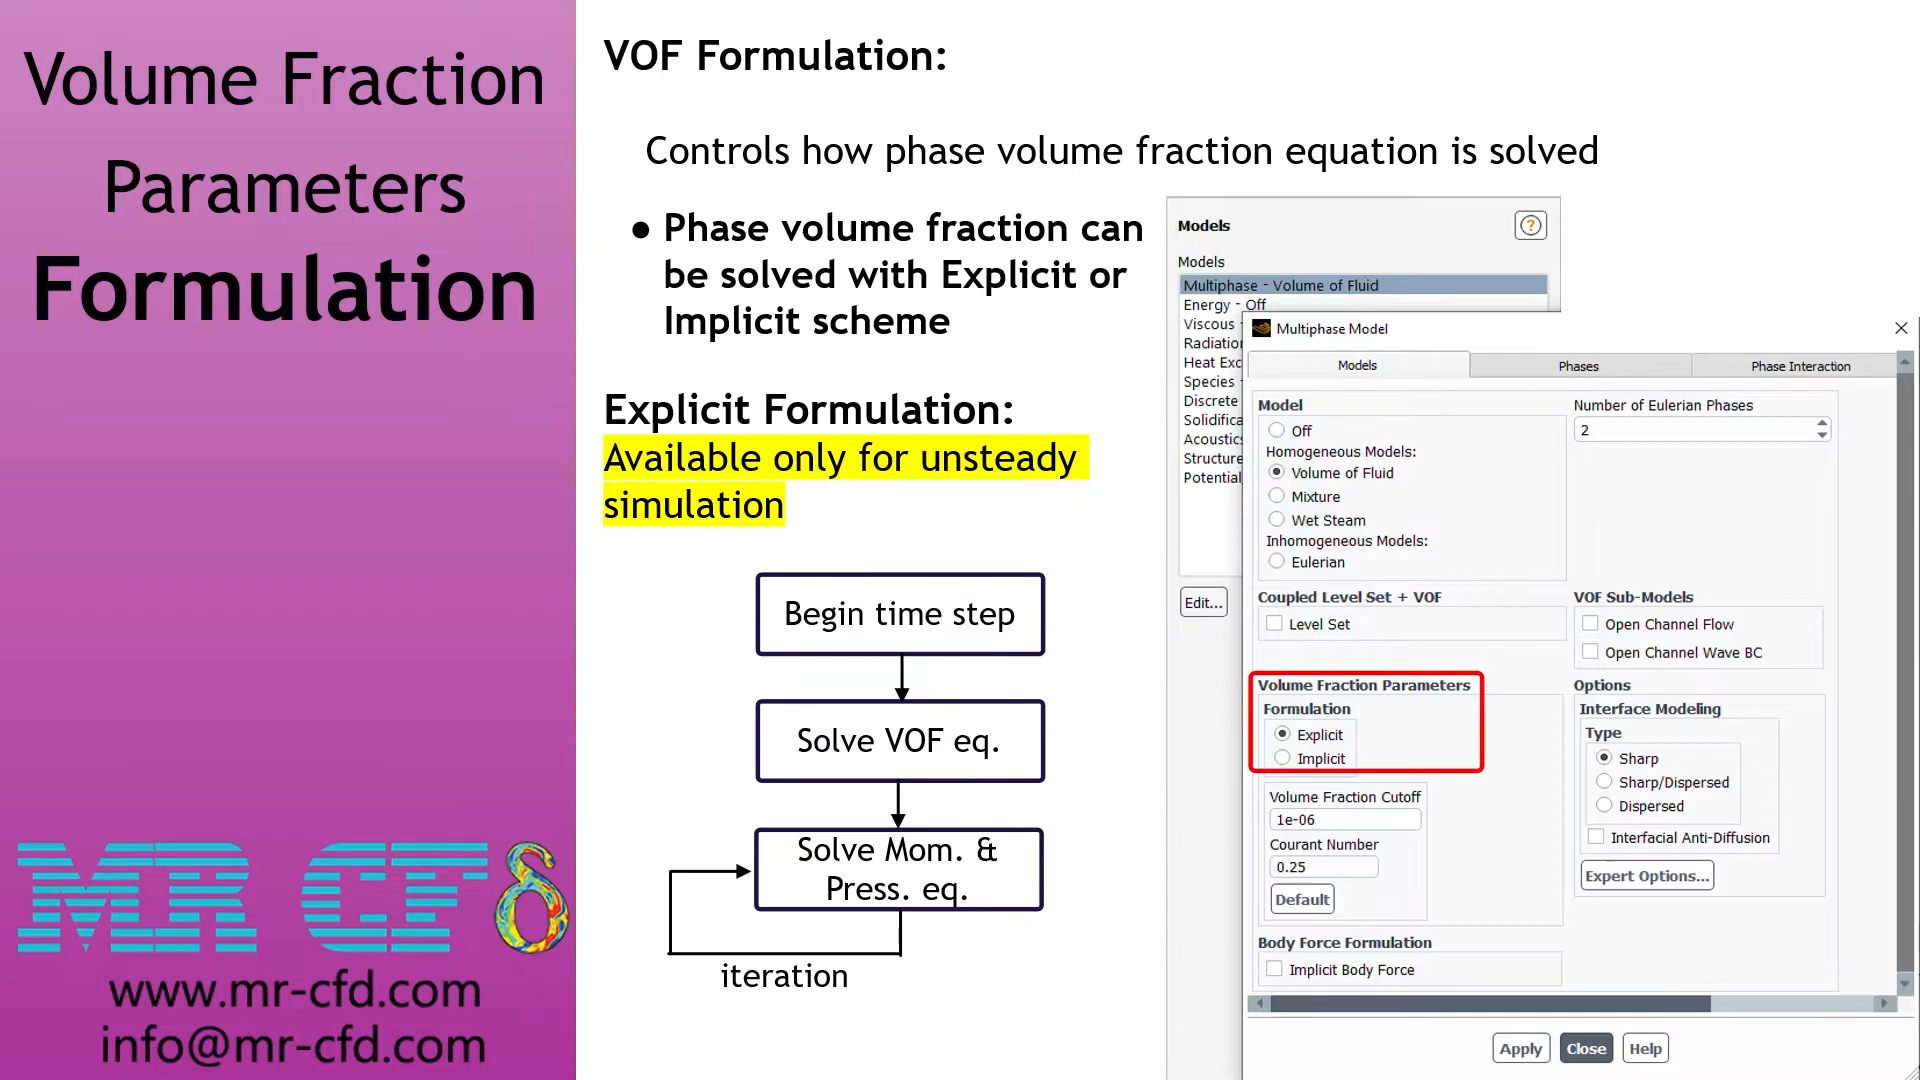 Volume Fraction
Parameters
Formulation
MR CFδ
www.mr-cfd.com
info@mr-cfd.com
VOF Formulation:
Controls how phase volume fraction equation is solved
● Phase volume fraction can
be solved with Explicit or
Implicit scheme
Explicit Formulation:
Available only for unsteady
simulation
Begin time step
Solve VOF eq.
Solve Mom. &
Press. eq.
iteration
Models
?
Models
Multiphase - Volume of Fluid
Energy - Off
Viscous -
Radiation
Heat Exc
Species -
Discrete
Solidifica
Acoustics
Structure
Potential
Edit...
Multiphase Model
Models
Phases
Phase Interaction
Model
Off
Homogeneous Models:
Volume of Fluid
Mixture
Wet Steam
Inhomogeneous Models:
Eulerian
Number of Eulerian Phases
2
Coupled Level Set + VOF
Level Set
VOF Sub-Models
Open Channel Flow
Open Channel Wave BC
Volume Fraction Parameters
Formulation
Explicit
Implicit
Volume Fraction Cutoff
1e-06
Courant Number
0.25
Default
Options
Interface Modeling
Type
Sharp
Sharp/Dispersed
Dispersed
Interfacial Anti-Diffusion
Expert Options...
Body Force Formulation
Implicit Body Force
Apply
Close
Help